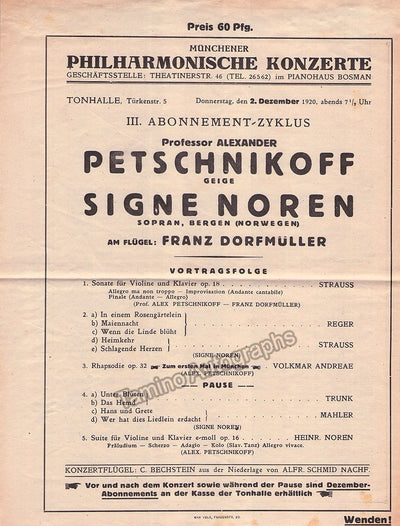 Preis 60 Pfg.
MÜNCHENER
PHILHARMONISCHE KONZERTE
GESCHÄFTSSTELLE: THEATINERSTR. 46 (TEL. 26562) im PIANOHAUS BOSMAN
TONHALLE, Türkenstr. 5 Donnerstag, den 2. Dezember 1920, abends 7½ Uhr
III. ABONNEMENT-ZYKLUS
Professor ALEXANDER
PETSCHNIKOFF
GEIGE
SIGNE NOREN
SOPRAN, BERGEN (NORWEGEN)
AM FLÜGEL: FRANZ DORFMÜLLER
VORTRAGSFOLGE
1. Sonate für Violine und Klavier op. 18 STRAUSS
Allegro ma non troppo — Improvisation (Andante cantabile)
Finale (Andante — Allegro)
(Prof. ALEX PETSCHNIKOFF — FRANZ DORFMÜLLER)
2. a) In einem Rosengärtelein
b) Maiennacht
c) Wenn die Linde blüht
REGER
d) Heimkehr
e) Schlagende Herzen
STRAUSS
(SIGNE NOREN)
3. Rhapsodie op. 32 Zum ersten Mal in München VOLKMAR ANDREAE
(ALEX. PETSCHNIKOFF)
PAUSE
4. a) Unter Blüten
b) Das Hemd
TRUNK
c) Hans und Grete
d) Wer hat dies Liedlein erdacht
MAHLER
(SIGNE NOREN)
5. Suite für Violine und Klavier e-moll op. 16 HEINR. NOREN
Präludium — Scherzo — Adagio — Kolo (Slav. Tanz) Allegro vivace.
(ALEX. PETSCHNIKOFF)
KONZERTFLÜGEL: C. BECHSTEIN aus der Niederlage von ALFR. SCHMID NACHF.
Vor und nach dem Konzert sowie während der Pause sind Dezember-
Abonnements an der Kasse der Tonhalle erhältlich
Wenden!
Tamino Autographs